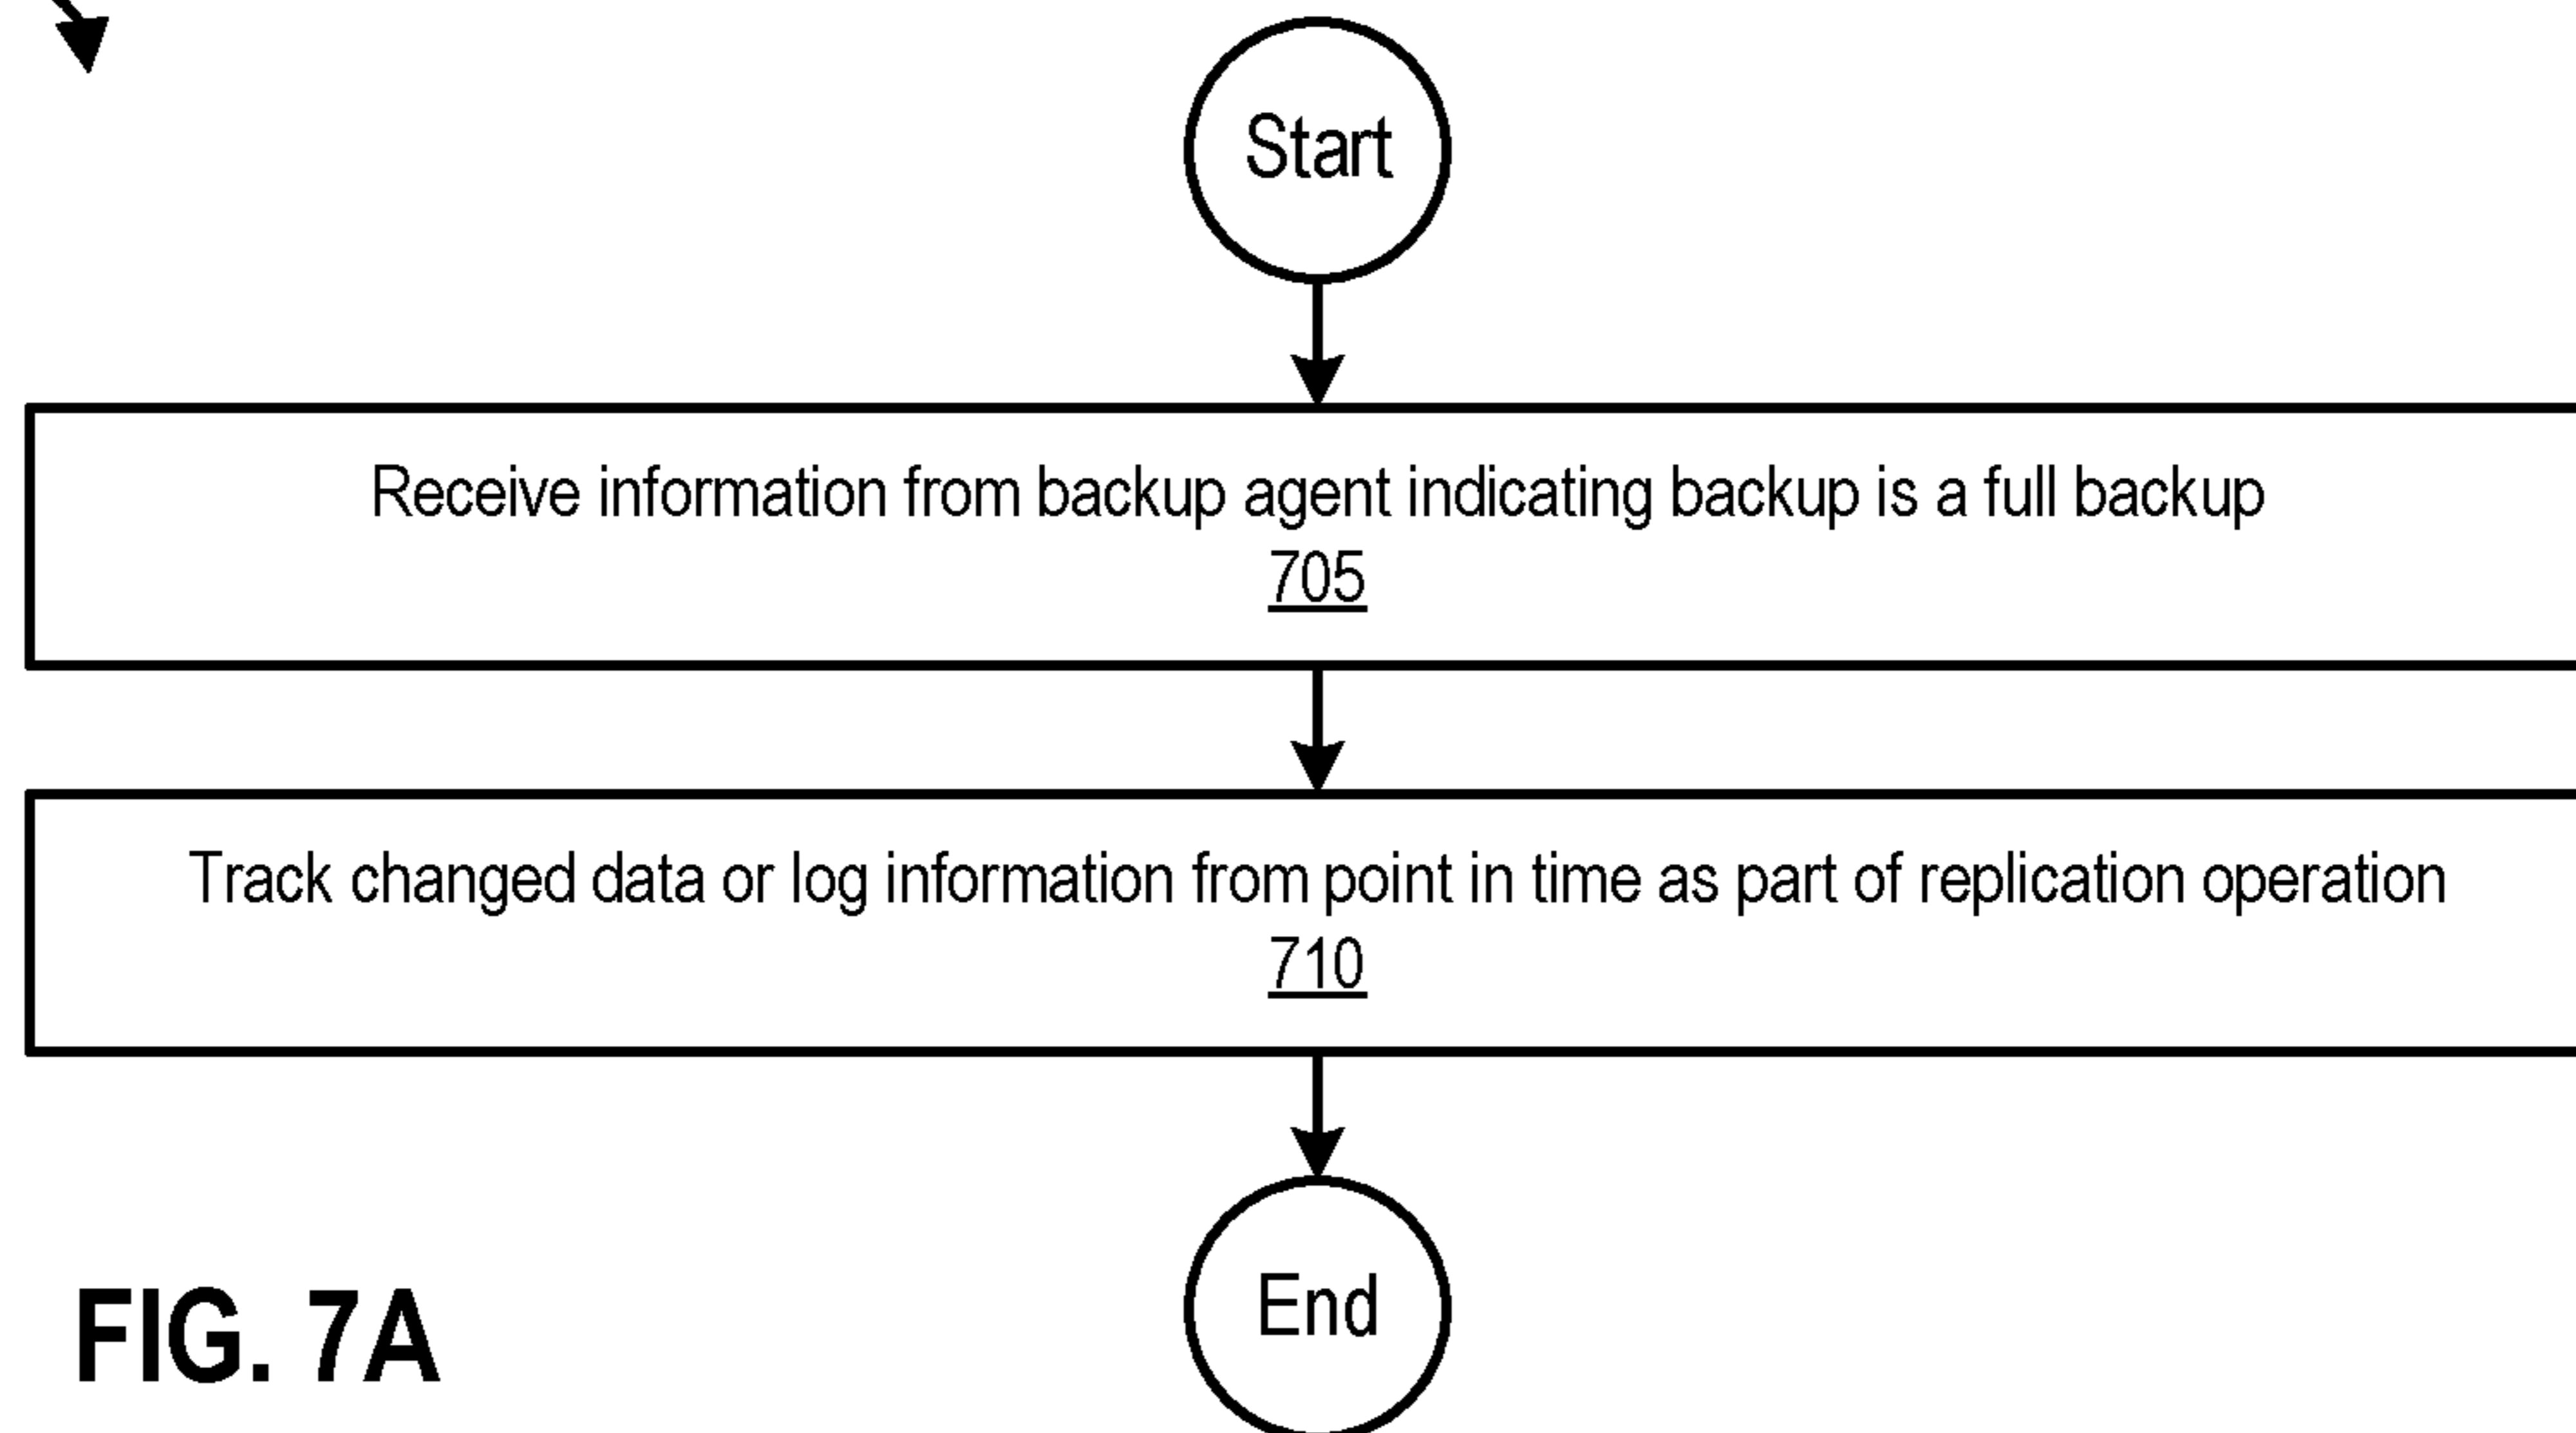 Start
Receive information from backup agent indicating backup is a full backup
705
Track changed data or log information from point in time as part of replication operation
710
End
FIG. 7A